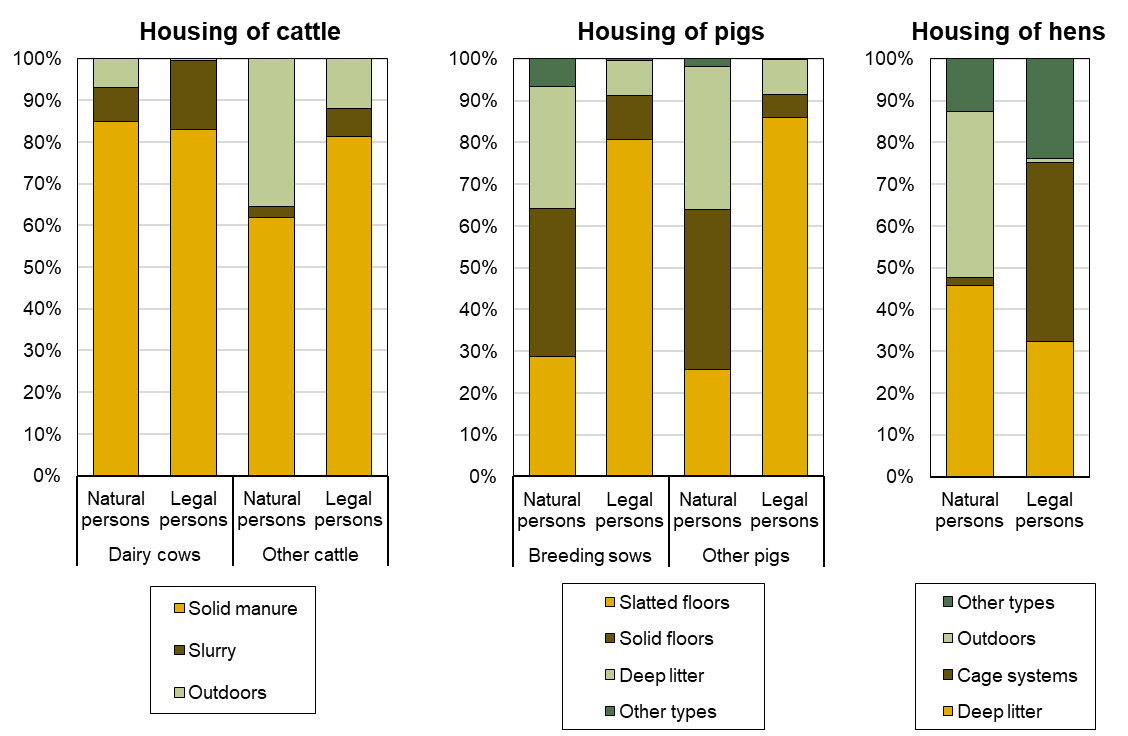 Housing of cattle
100%
90%
80%
70%
60%
50%
40%
30%
20%
10%
0%
Natural persons
Legal persons
Natural persons
Legal persons
Dairy cows
Other cattle
Solid manure
Slurry
Outdoors
Housing of pigs
100%
90%
80%
70%
60%
50%
40%
30%
20%
10%
0%
Natural persons
Legal persons
Natural persons
Legal persons
Breeding sows
Other pigs
Slatted floors
Solid floors
Deep litter
Other types
Housing of hens
100%
90%
80%
70%
60%
50%
40%
30%
20%
10%
0%
Natural persons
Legal persons
Other types
Outdoors
Cage systems
Deep litter